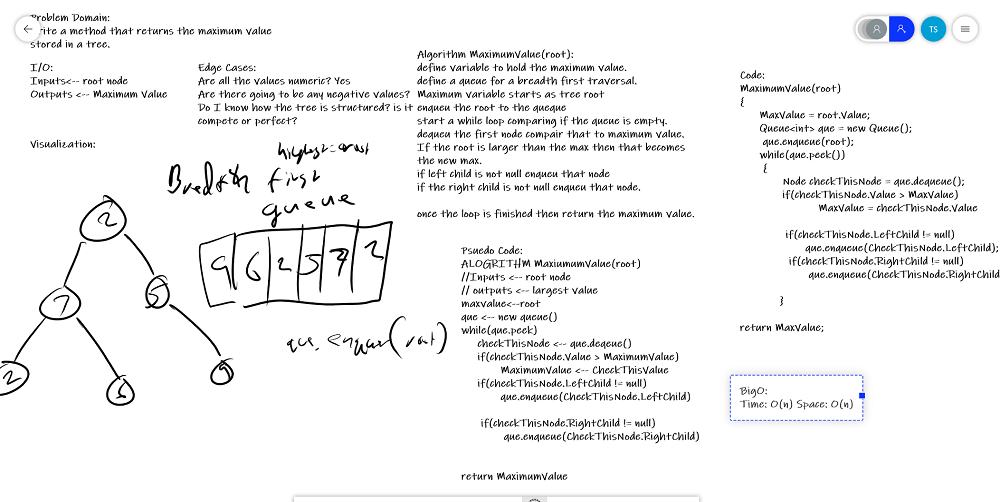 Problem Domain:
Write a method that returns the maximum value
stored in a tree.
I/O:
Inputs<-- root node
Outputs <-- Maximum Value
Edge Cases:
Are all the values numeric? Yes
Are there going to be any negative values?
Do I know how the tree is structured? is it
compete or perfect?
Visualization:
Breadth first
queue
2
7
5
2
6
9
9 6 2 5 7 2
que.enqueue(root)
Algorithm MaximumValue(root):
define variable to hold the maximum value.
define a queue for a breadth first traversal.
Maximum variable starts as tree root
enqueu the root to the queque
start a while loop comparing if the queue is empty.
dequeu the first node compair that to maximum value.
If the root is larger than the max then that becomes
the new max.
if left child is not null enqueu that node
if the right child is not null enqueu that node.
once the loop is finished then return the maximum value.
Psuedo Code:
ALOGRITHM MaxiumumValue(root)
//Inputs <-- root node
// outputs <-- largest value
maxvalue<--root
que <-- new queue()
while(que.peek)
checkThisNode <-- que.deqeue()
if(checkThisNode.Value > MaximumValue)
MaximumValue <-- CheckThisValue
if(checkThisNode.LeftChild != null)
que.enqueue(CheckThisNode.LeftChild)
if(checkThisNode.RightChild != null)
que.enqueue(CheckThisNode.RightChild)
return MaximumValue
TS
Code:
MaximumValue(root)
{
MaxValue = root.Value;
Queue<int> que = new Queue();
que.enqueue(root);
while(que.peek())
{
Node checkThisNode = que.dequeue();
if(checkThisNode.Value > MaxValue)
MaxValue = checkThisNode.Value
if(checkThisNode.LeftChild != null)
que.enqueue(CheckThisNode.LeftChild);
if(checkThisNode.RightChild != null)
que.enqueue(CheckThisNode.RightChild
}
return MaxValue;
BigO:
Time: O(n) Space: O(n)